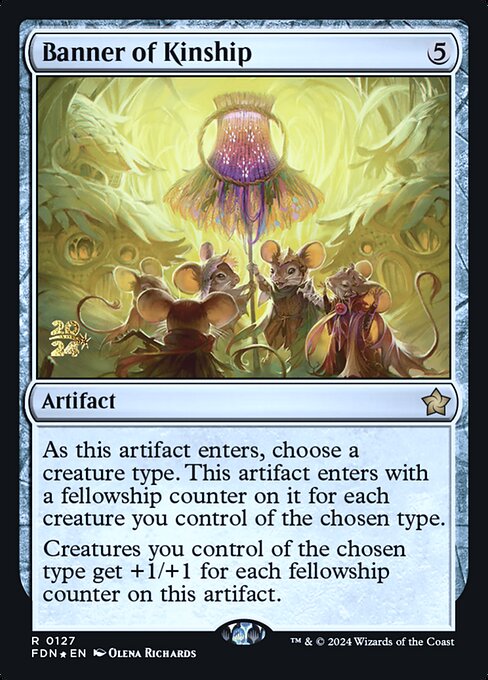 Banner of Kinship 5
2024
Artifact
As this artifact enters, choose a
creature type. This artifact enters with
a fellowship counter on it for each
creature you control of the chosen type.
Creatures you control of the chosen
type get +1/+1 for each fellowship
counter on this artifact.
R 0127
FDN★EN Olena Richards
™ & © 2024 Wizards of the Coast